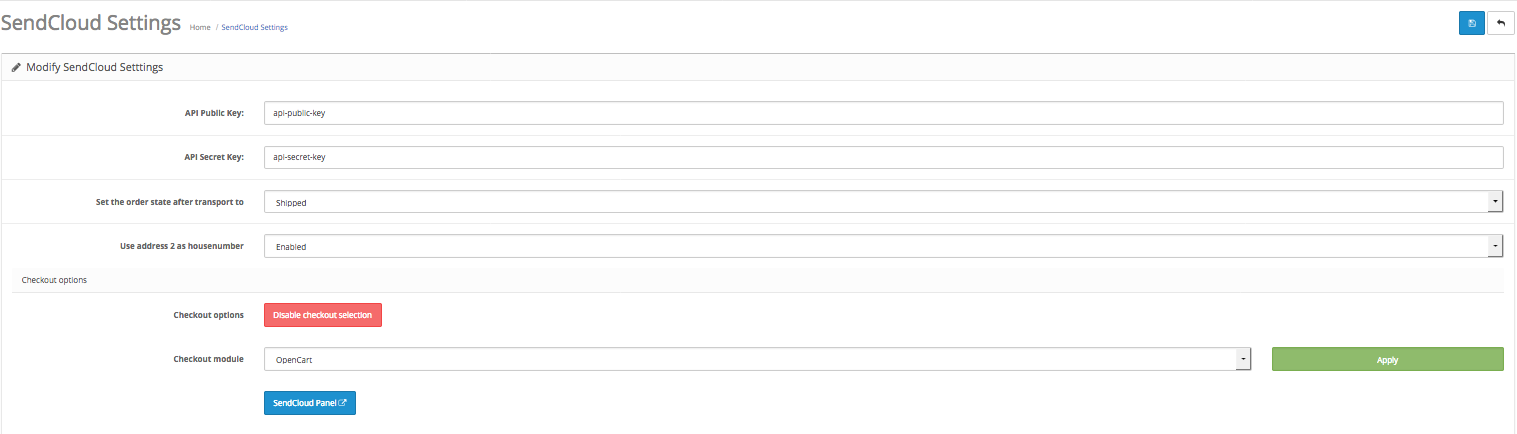 SendCloud Settings Home / SendCloud Settings
Modify SendCloud Setttings
API Public Key: api-public-key
API Secret Key: api-secret-key
Set the order state after transport to Shipped
Use address 2 as housenumber Enabled
Checkout options
Checkout options Disable checkout selection
Checkout module OpenCart Apply
SendCloud Panel